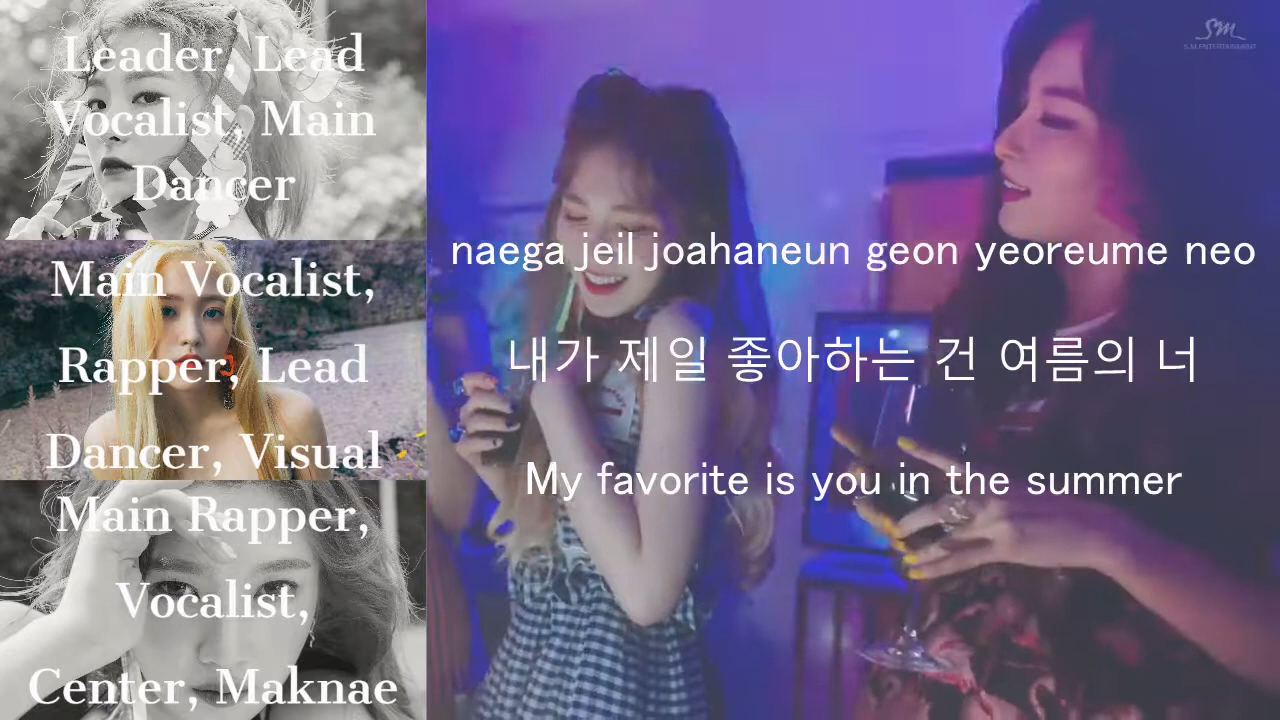 Leader, Lead
Vocalist, Main
Dancer
Main Vocalist,
Rapper, Lead
Dancer, Visual
Main Rapper,
Vocalist,
Center, Maknae
SM
S.M.ENTERTAINMENT
naega jeil joahaneun geon yeoreume neo
내가 제일 좋아하는 건 여름의 너
My favorite is you in the summer